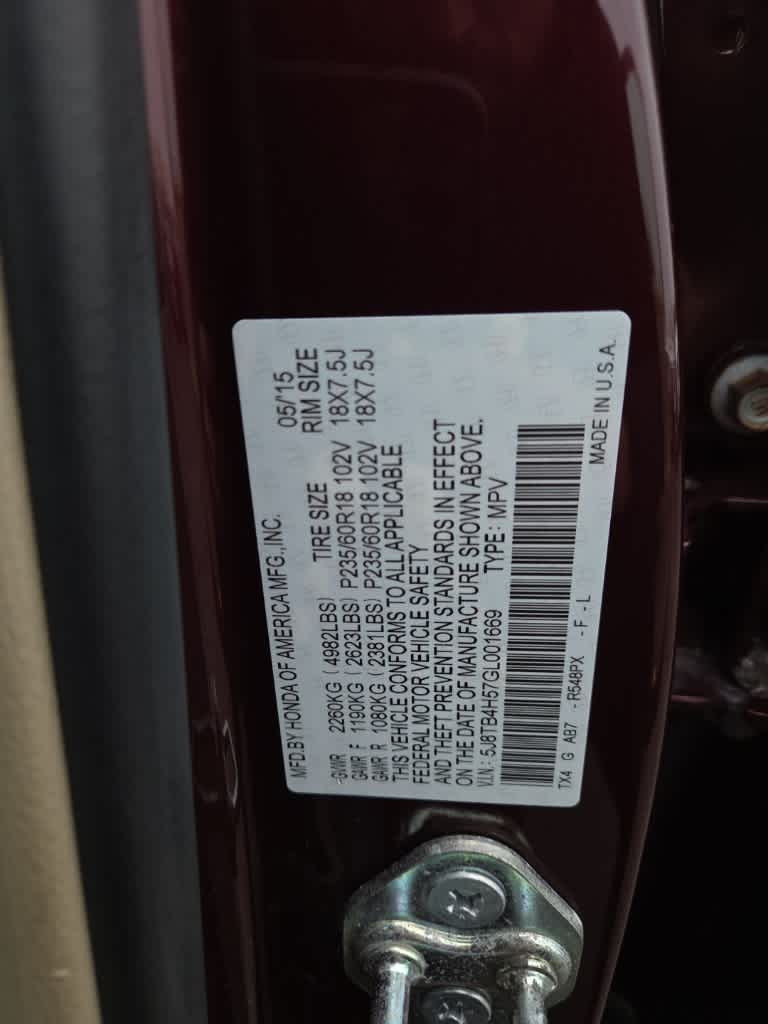 MFD.BY HONDA OF AMERICA MFG.,INC. 05/'15
TIRE SIZE RIM SIZE
GVWR 2260KG (4982LBS)
GAWR F 1190KG (2623LBS) P235/60R18 102V 18X7.5J
GAWR R 1080KG (2381LBS) P235/60R18 102V 18X7.5J
THIS VEHICLE CONFORMS TO ALL APPLICABLE
FEDERAL MOTOR VEHICLE SAFETY
AND THEFT PREVENTION STANDARDS IN EFFECT
ON THE DATE OF MANUFACTURE SHOWN ABOVE.
V.I.N.: 5J8TB4H57GL001669 TYPE: MPV
TX4 G AB7 -R548PX -F-L MADE IN U.S.A.